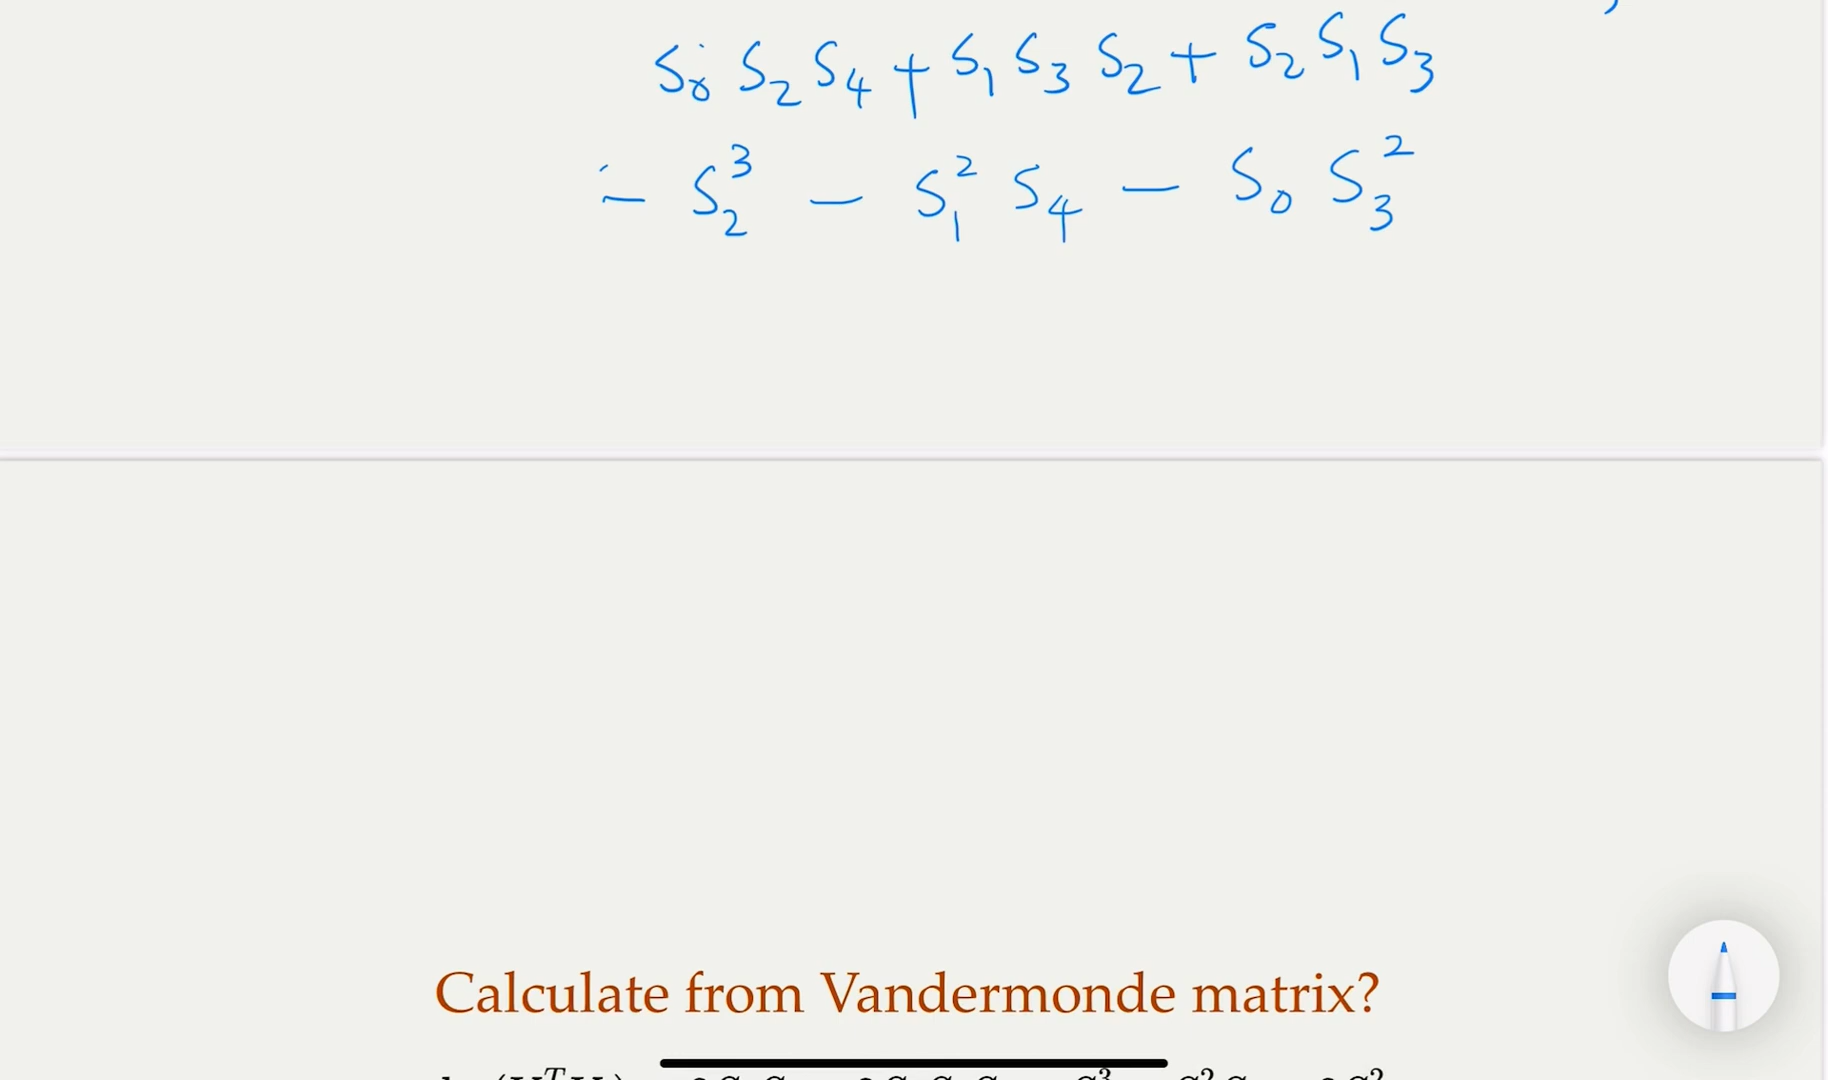 S₀ S₂ S₄ + S₁ S₃ S₂ + S₂ S₁ S₃
− S₂³ − S₁² S₄ − S₀ S₃²
Calculate from Vandermonde matrix?